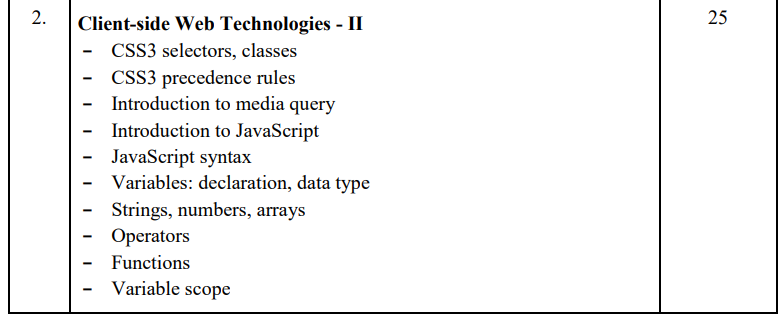 2. Client-side Web Technologies - II 25
- CSS3 selectors, classes
- CSS3 precedence rules
- Introduction to media query
- Introduction to JavaScript
- JavaScript syntax
- Variables: declaration, data type
- Strings, numbers, arrays
- Operators
- Functions
- Variable scope